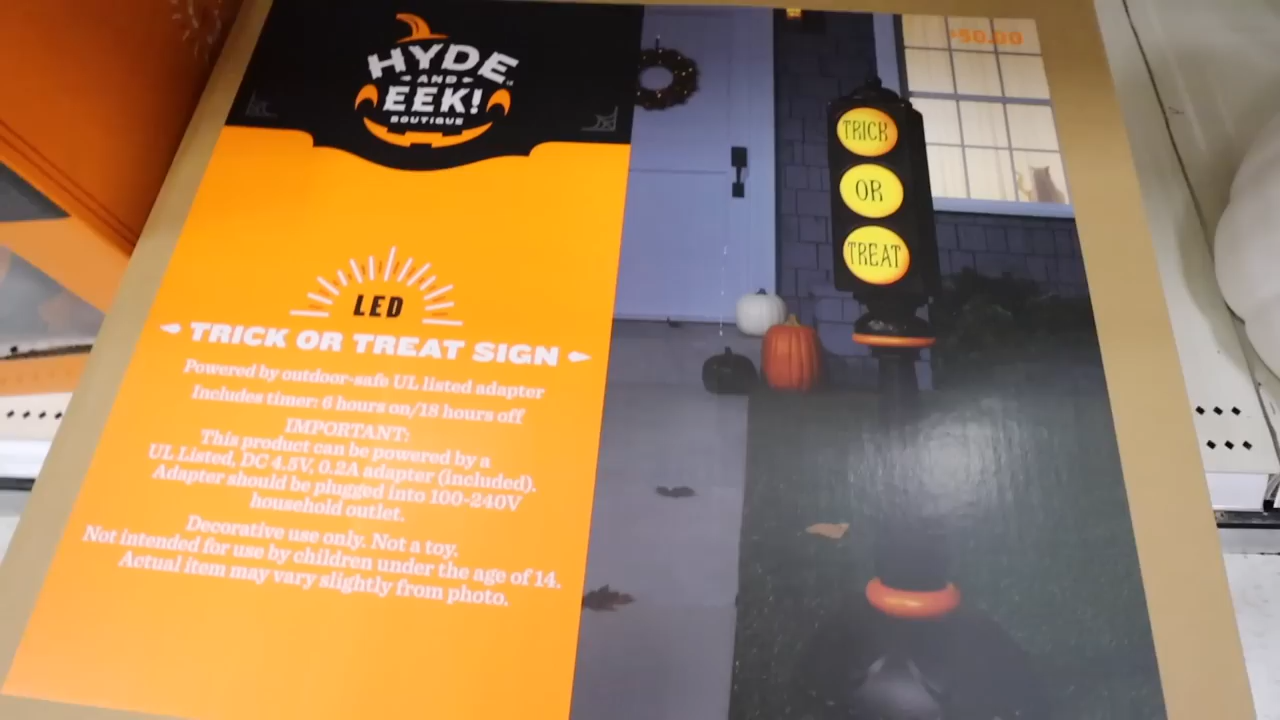 HYDE
AND
EEK!
BOUTIQUE
LED
TRICK OR TREAT SIGN
Powered by outdoor-safe UL listed adapter
Includes timer: 6 hours on/18 hours off
IMPORTANT:
This product can be powered by a
UL Listed, DC 4.5V, 0.2A adapter (included).
Adapter should be plugged into 100-240V
household outlet.
Decorative use only. Not a toy.
Not intended for use by children under the age of 14.
Actual item may vary slightly from photo.
$50.00
TRICK
OR
TREAT